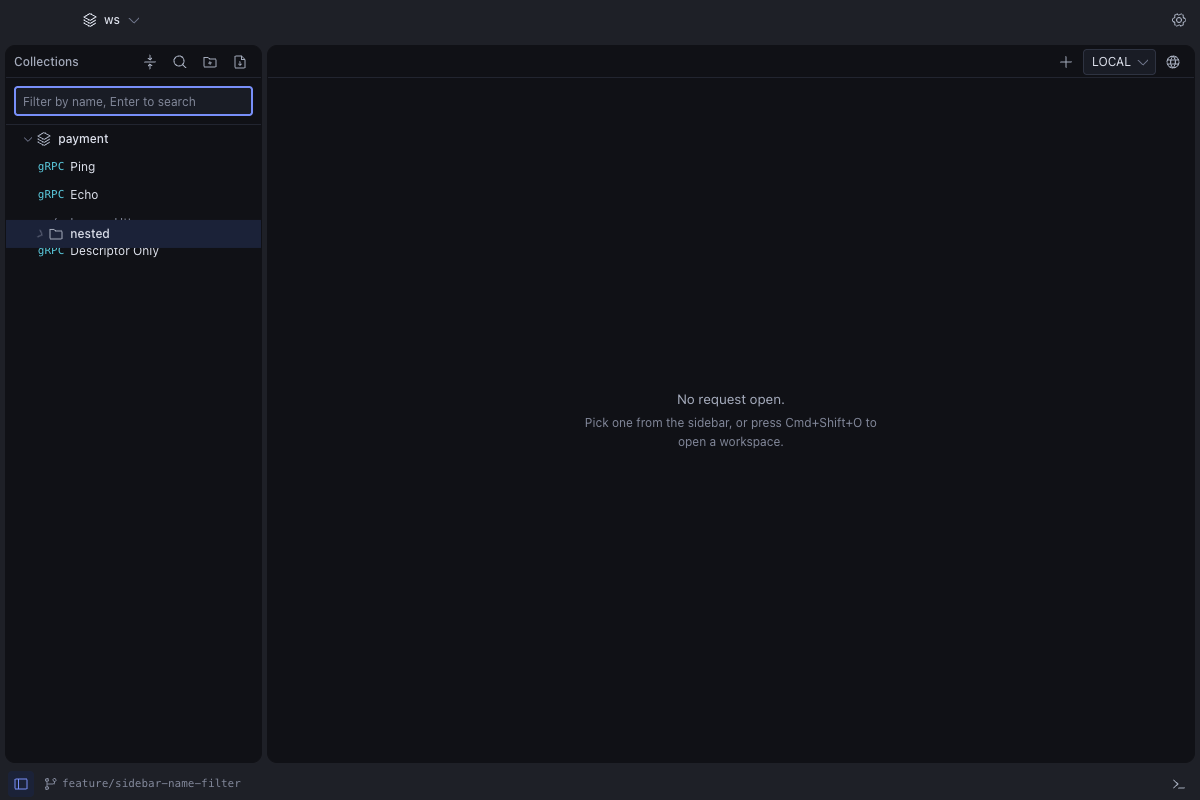 ws
Collections
LOCAL
Filter by name, Enter to search
payment
gRPC Ping
gRPC Echo
nested
gRPC Descriptor Only
No request open.
Pick one from the sidebar, or press Cmd+Shift+O to
open a workspace.
feature/sidebar-name-filter